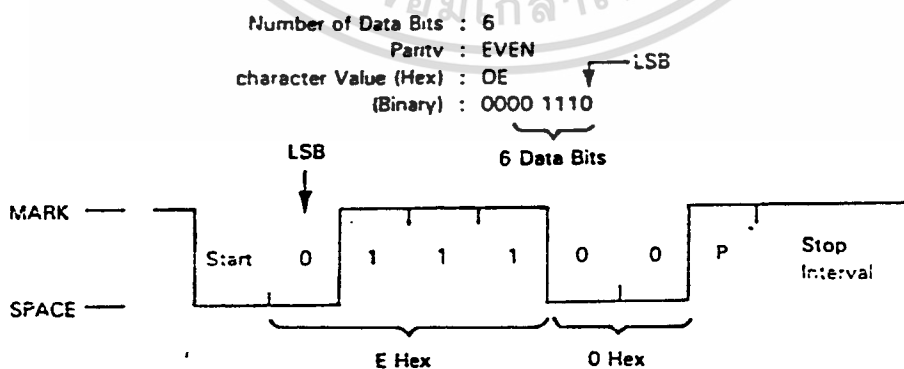 Number of Data Bits : 6
Parity : EVEN
character Value (Hex) : OE
LSB
(Binary) : 0000 1110
6 Data Bits
LSB
MARK
Start 0 1 1 1 0 0 P Stop
Interval
SPACE
E Hex 0 Hex